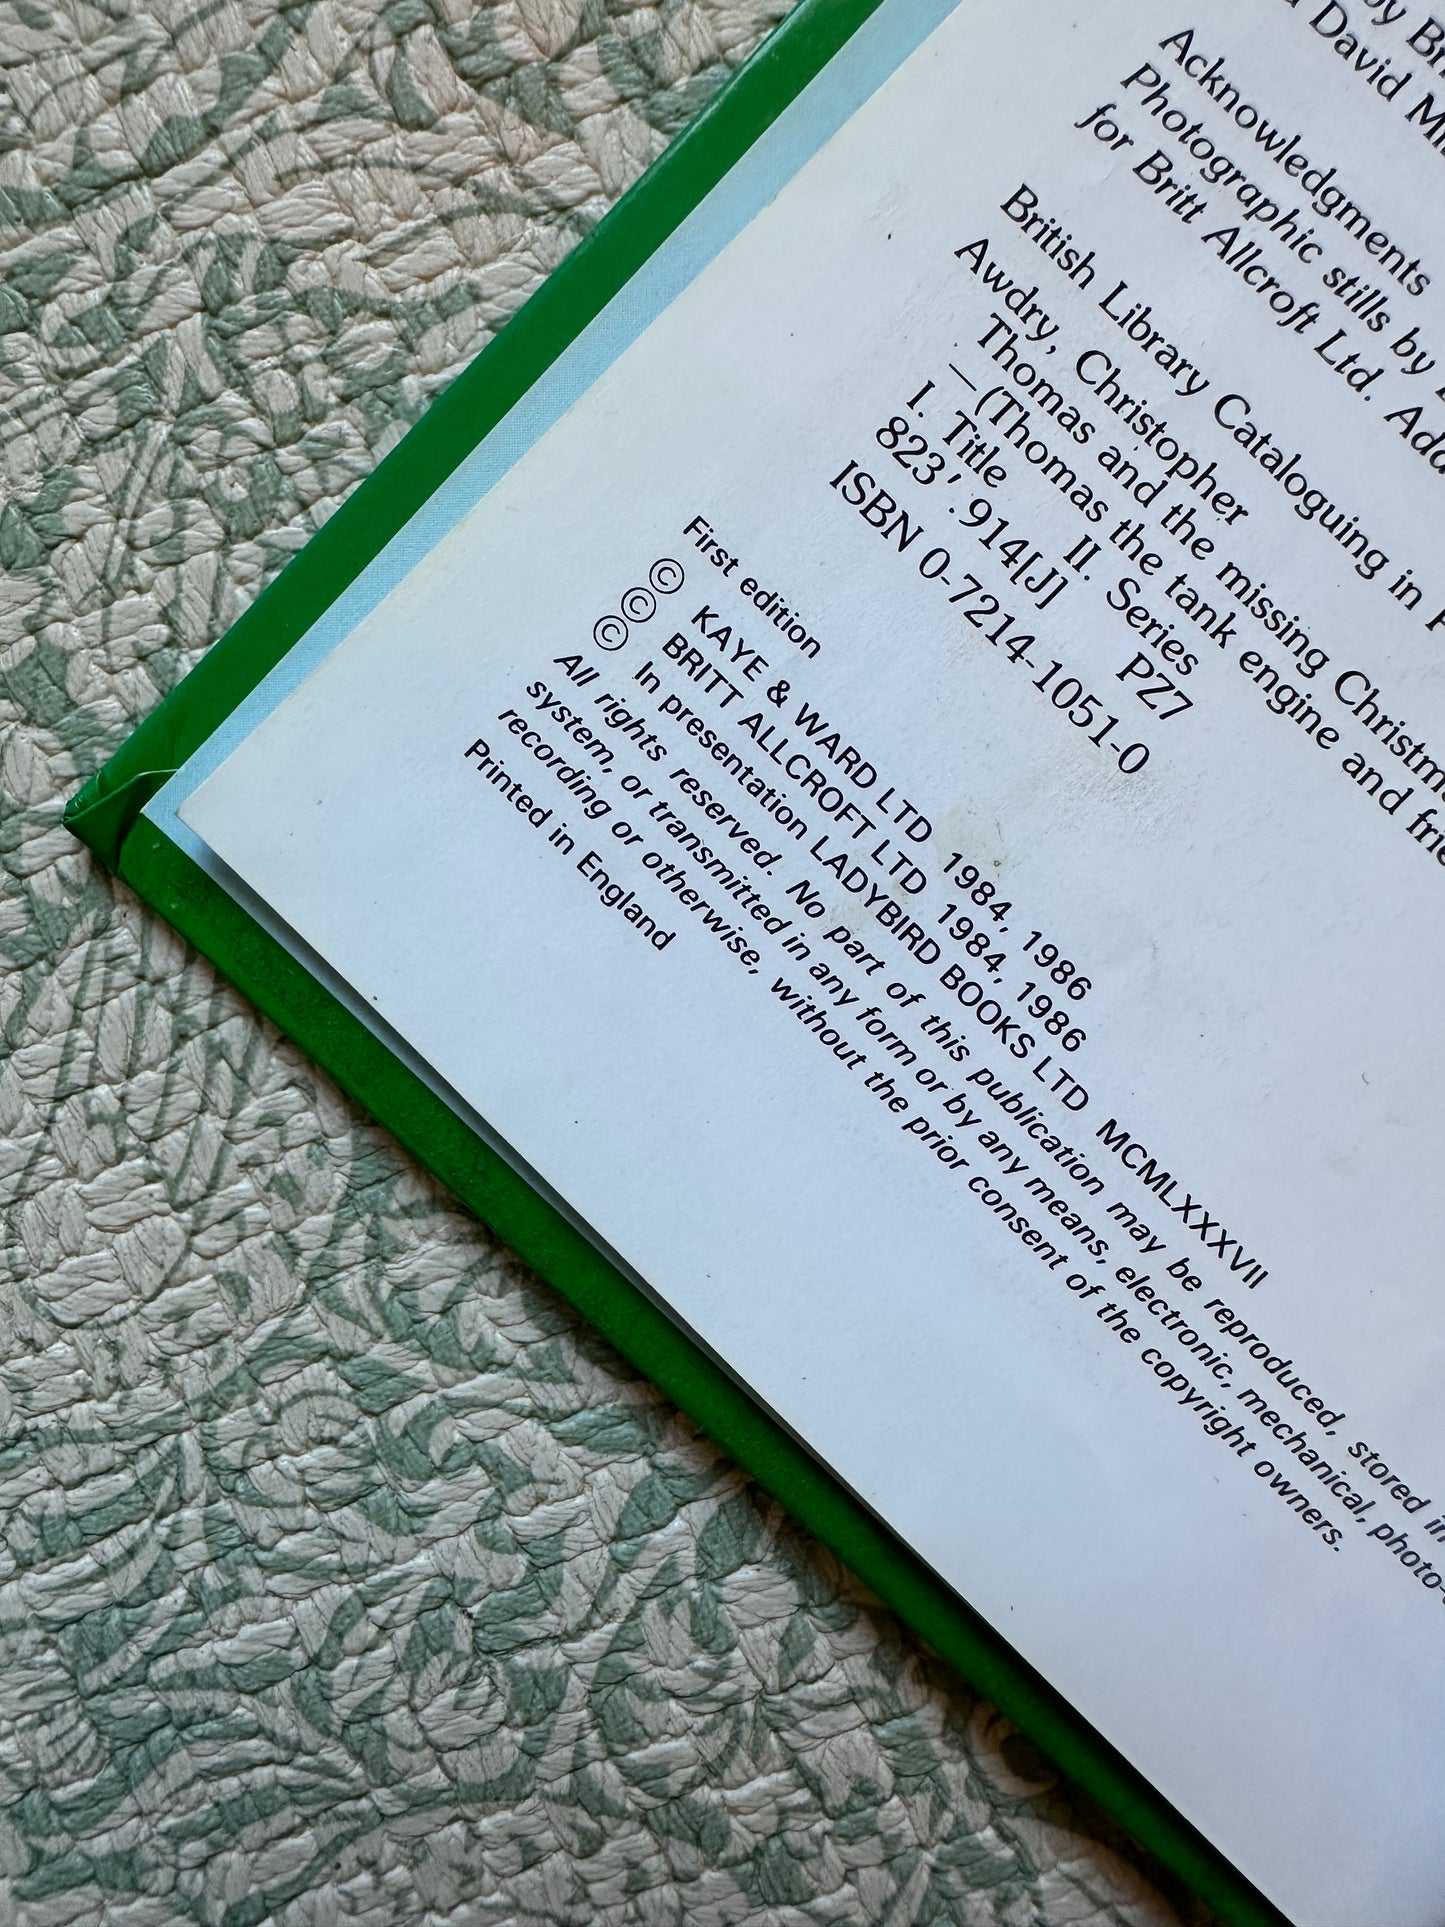 by
David
Acknowledgments
Photographic stills by
for Britt Allcroft Ltd.
British Library Cataloguing in
Awdry, Christopher
Thomas and the missing
—(Thomas the tank engine and
I. Title II. Series
823'.914[J] PZ7
ISBN 0-7214-1051-0
First edition
© KAYE & WARD LTD 1984, 1986
© BRITT ALLCROFT LTD 1984, 1986
© In presentation LADYBIRD BOOKS LTD MCMLXXXVII
All rights reserved. No part of this publication may be reproduced, stored in
system, or transmitted in any form or by any means, electronic, mechanical, photo-
recording or otherwise, without the prior consent of the copyright owners.
Printed in England